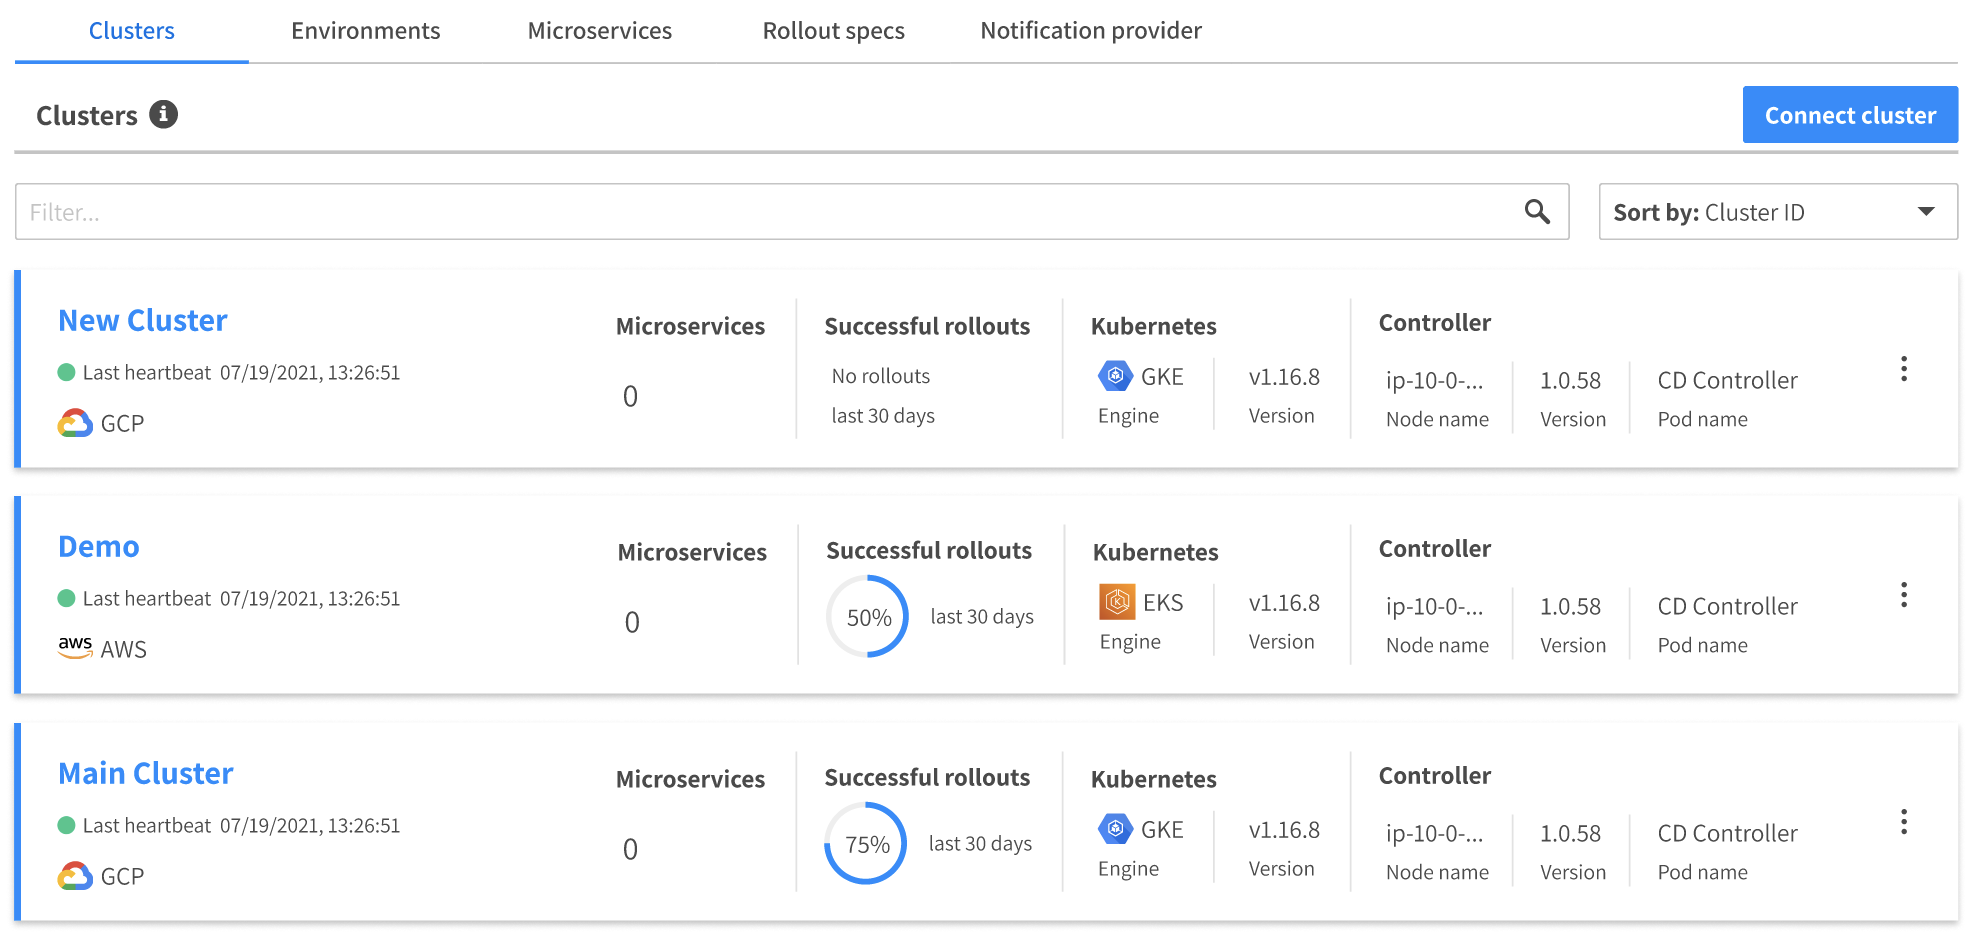 Clusters Environments Microservices Rollout specs Notification provider
Clusters Connect cluster
Filter... Sort by: Cluster ID
New Cluster
Last heartbeat 07/19/2021, 13:26:51
GCP
Microservices
0
Successful rollouts
No rollouts
last 30 days
Kubernetes
GKE v1.16.8
Engine Version
Controller
ip-10-0-... 1.0.58 CD Controller
Node name Version Pod name
Demo
Last heartbeat 07/19/2021, 13:26:51
aws AWS
Microservices
0
Successful rollouts
50% last 30 days
Kubernetes
EKS v1.16.8
Engine Version
Controller
ip-10-0-... 1.0.58 CD Controller
Node name Version Pod name
Main Cluster
Last heartbeat 07/19/2021, 13:26:51
GCP
Microservices
0
Successful rollouts
75% last 30 days
Kubernetes
GKE v1.16.8
Engine Version
Controller
ip-10-0-... 1.0.58 CD Controller
Node name Version Pod name